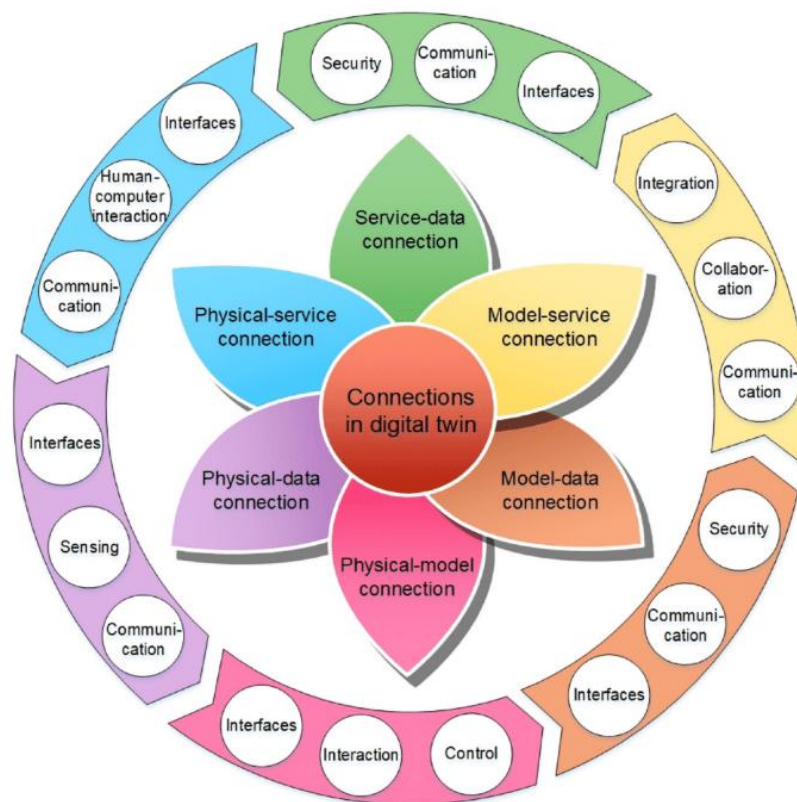 Security
Communi-
cation
Interfaces
Integration
Collabor-
ation
Communi-
cation
Security
Communi-
cation
Interfaces
Control
Interaction
Interfaces
Communi-
cation
Sensing
Interfaces
Communi-
cation
Human-
computer
interaction
Interfaces
Service-data
connection
Model-service
connection
Model-data
connection
Physical-model
connection
Physical-data
connection
Physical-service
connection
Connections
in digital twin